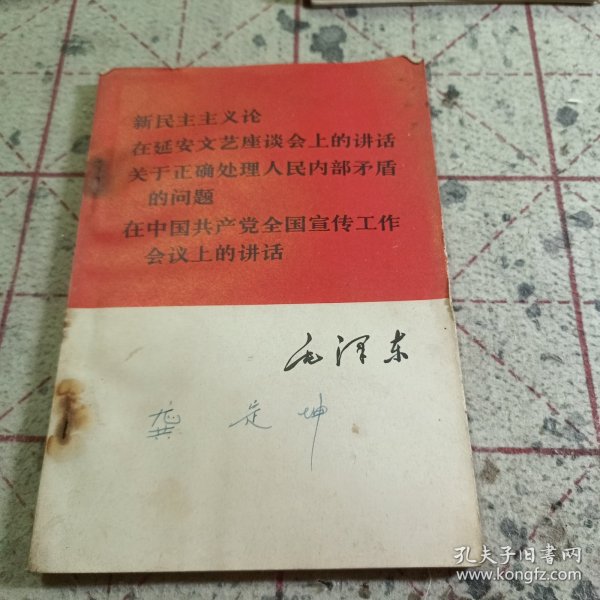 新民主主义论
在延安文艺座谈会上的讲话
关于正确处理人民内部矛盾
的问题
在中国共产党全国宣传工作
会议上的讲话
毛泽东
龚定坤
孔夫子旧书网
www.kongfz.com